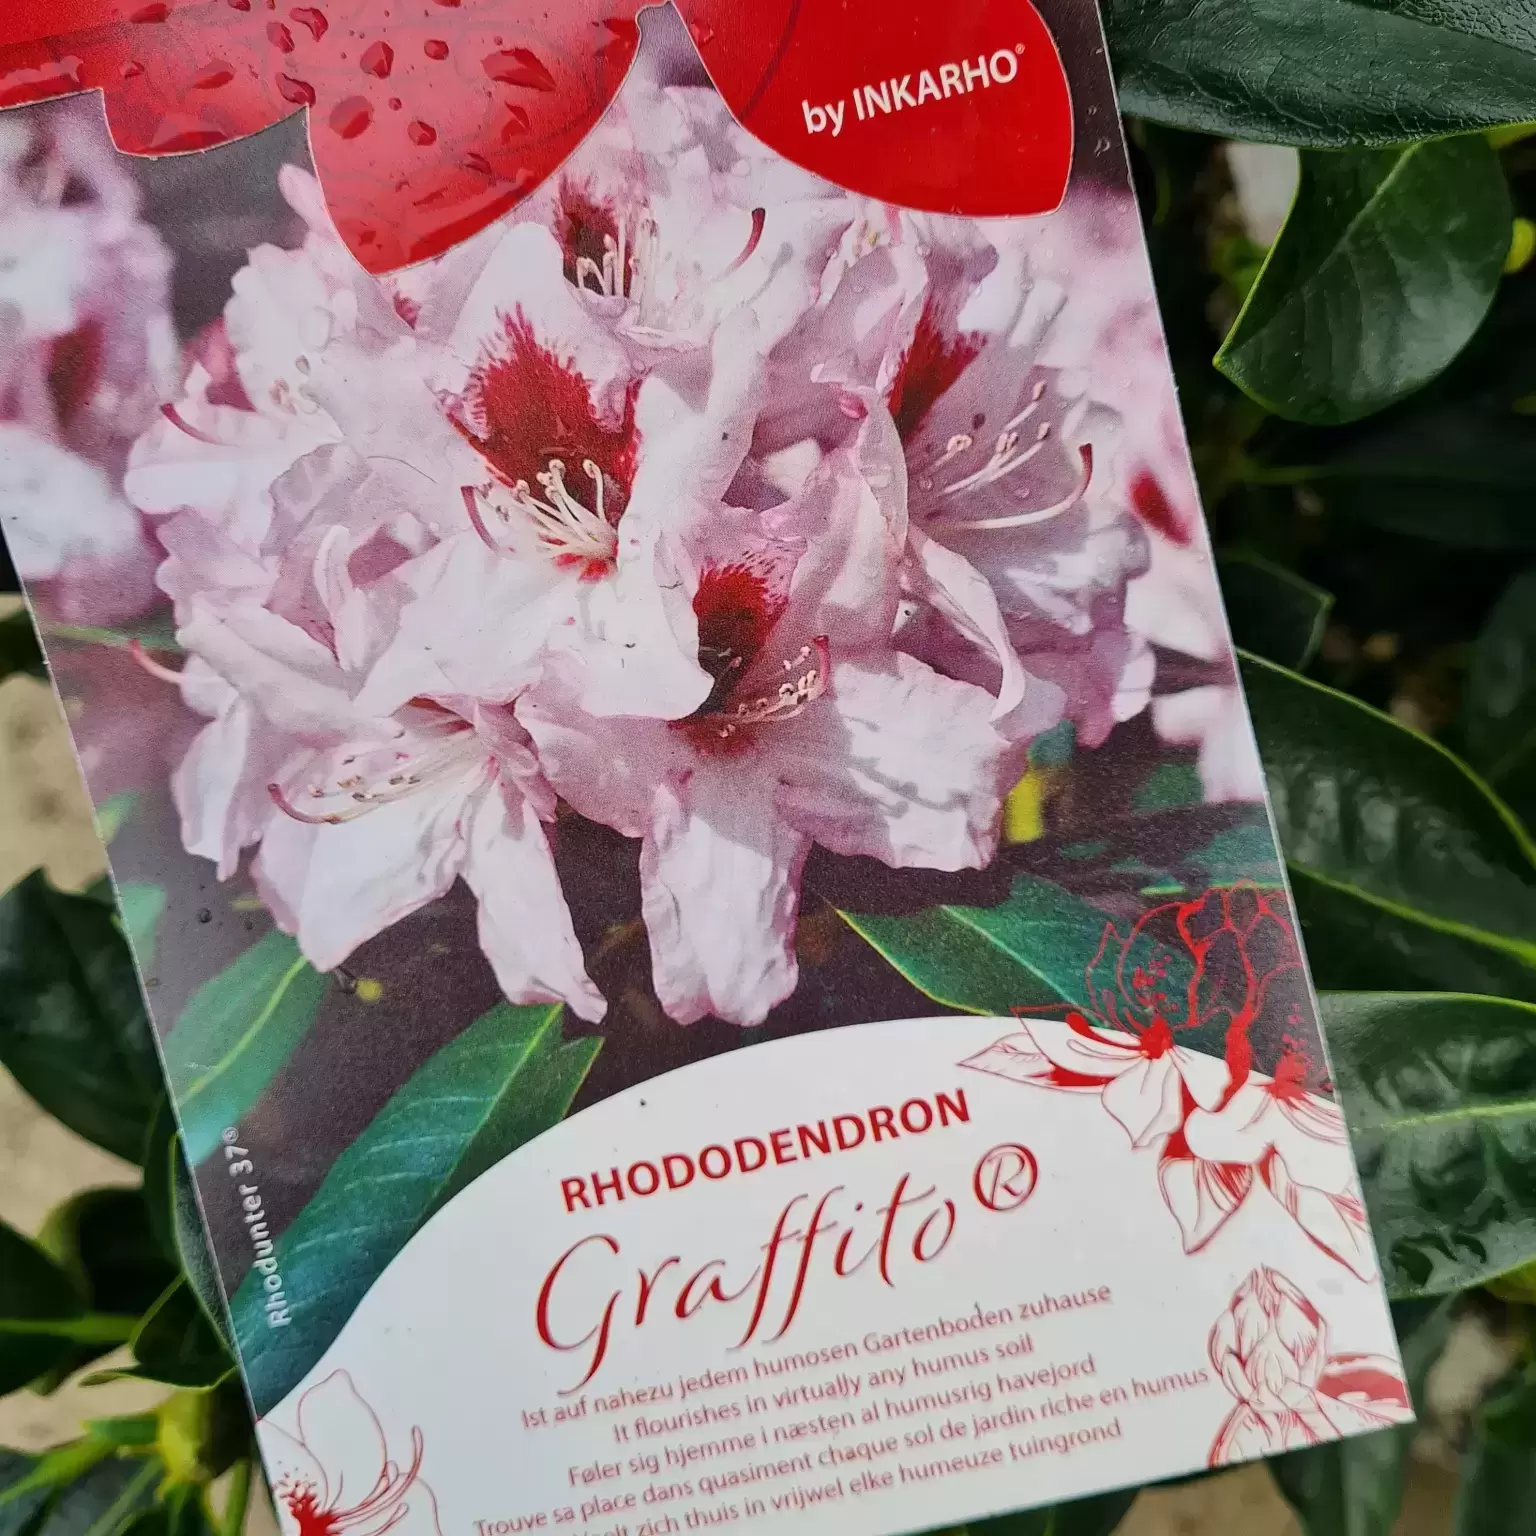 by INKARHO®
RHODODENDRON
Graffito®
Ist auf nahezu jedem humosen Gartenboden zuhause
It flourishes in virtually any humus soil
Føler sig hjemme i næsten al humusrig havejord
Trouve sa place dans quasiment chaque sol de jardin riche en humus
zich thuis in vrijwel elke humeuze tuingrond
Rhodunter 37®